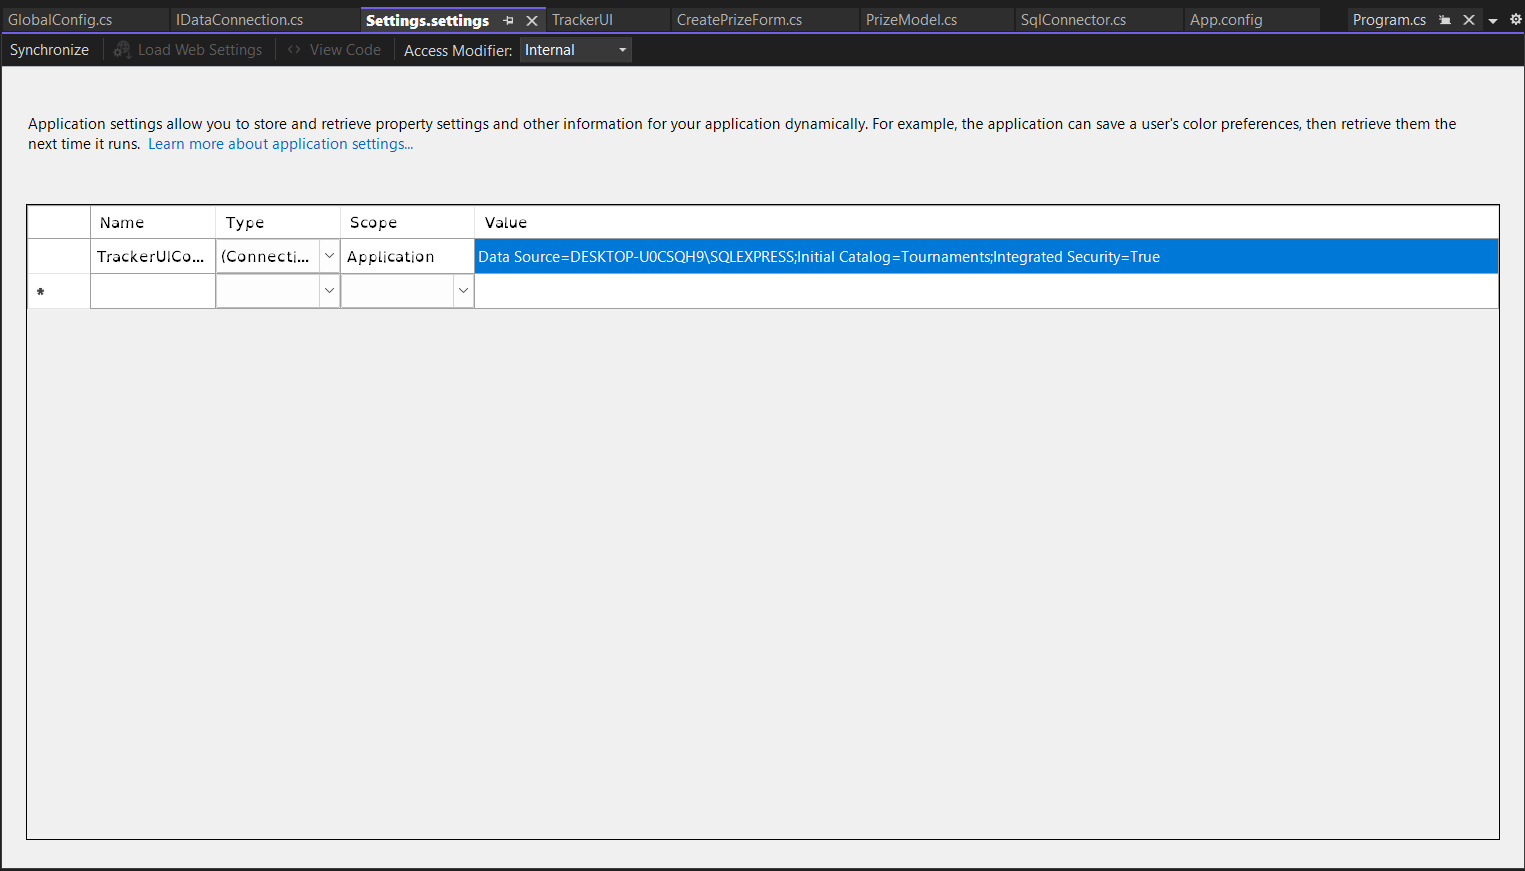 GlobalConfig.cs IDataConnection.cs Settings.settings TrackerUI CreatePrizeForm.cs PrizeModel.cs SqlConnector.cs App.config Program.cs
Synchronize Load Web Settings View Code Access Modifier: Internal
Application settings allow you to store and retrieve property settings and other information for your application dynamically. For example, the application can save a user's color preferences, then retrieve them the
next time it runs. Learn more about application settings...
Name Type Scope Value
TrackerUICo... (Connecti... Application Data Source=DESKTOP-U0CSQH9\SQLEXPRESS;Initial Catalog=Tournaments;Integrated Security=True
*